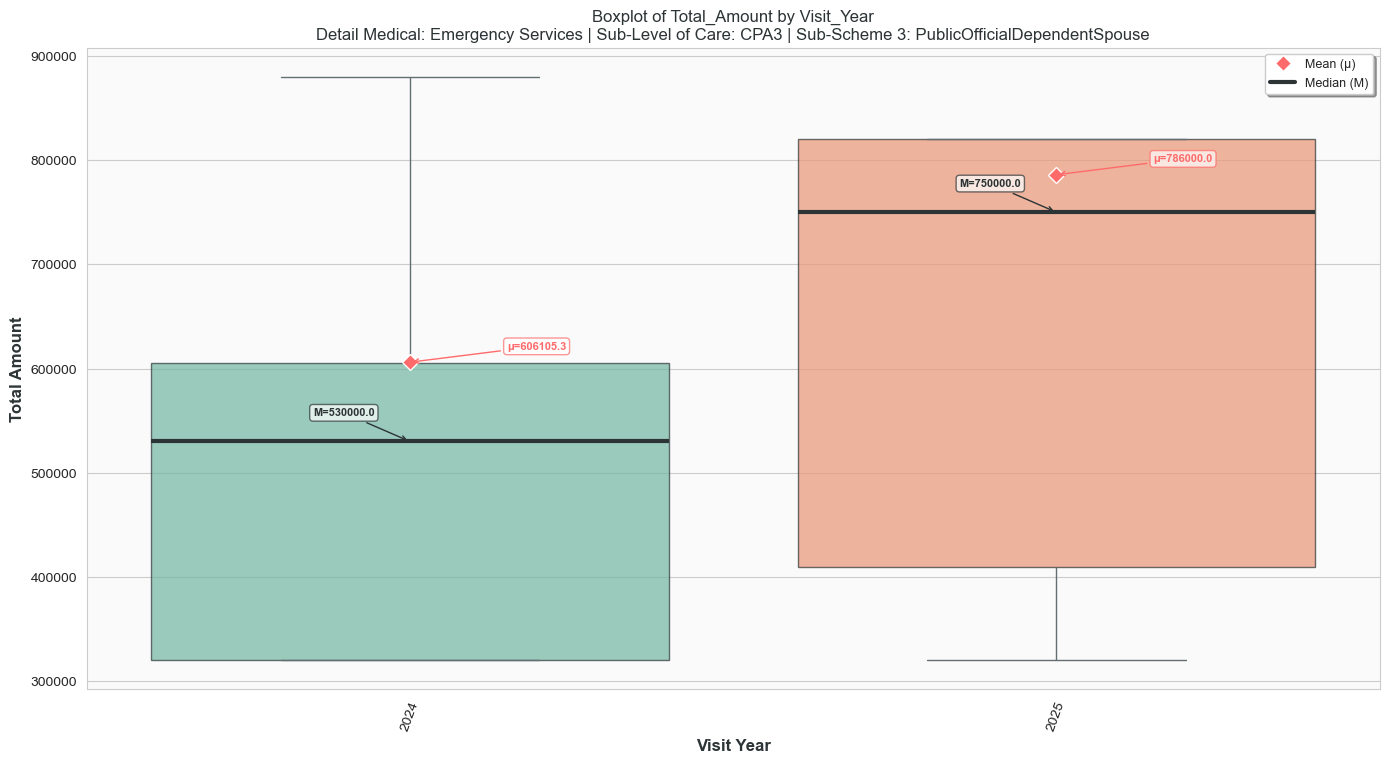 Boxplot of Total_Amount by Visit_Year
Detail Medical: Emergency Services | Sub-Level of Care: CPA3 | Sub-Scheme 3: PublicOfficialDependentSpouse
Mean (μ)
Median (M)
Total Amount
900000
800000
700000
600000
500000
400000
300000
μ=606105.3
M=530000.0
μ=786000.0
M=750000.0
2024
2025
Visit Year